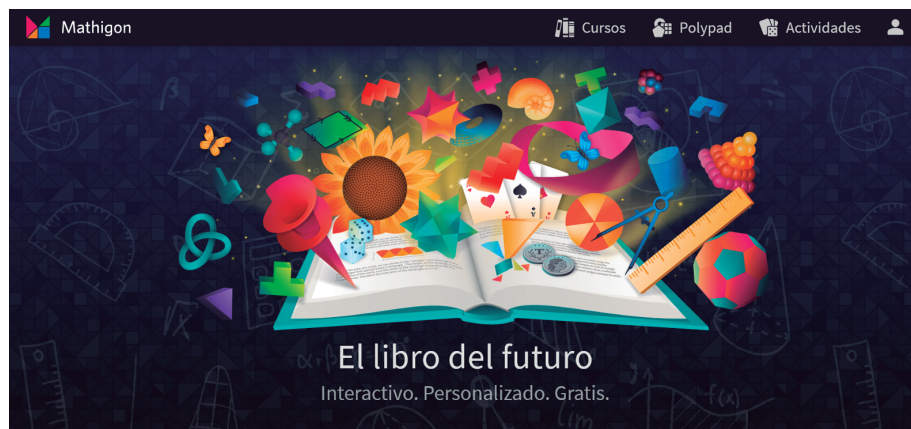 Mathigon
Cursos
Polypad
Actividades
El libro del futuro
Interactivo. Personalizado. Gratis.